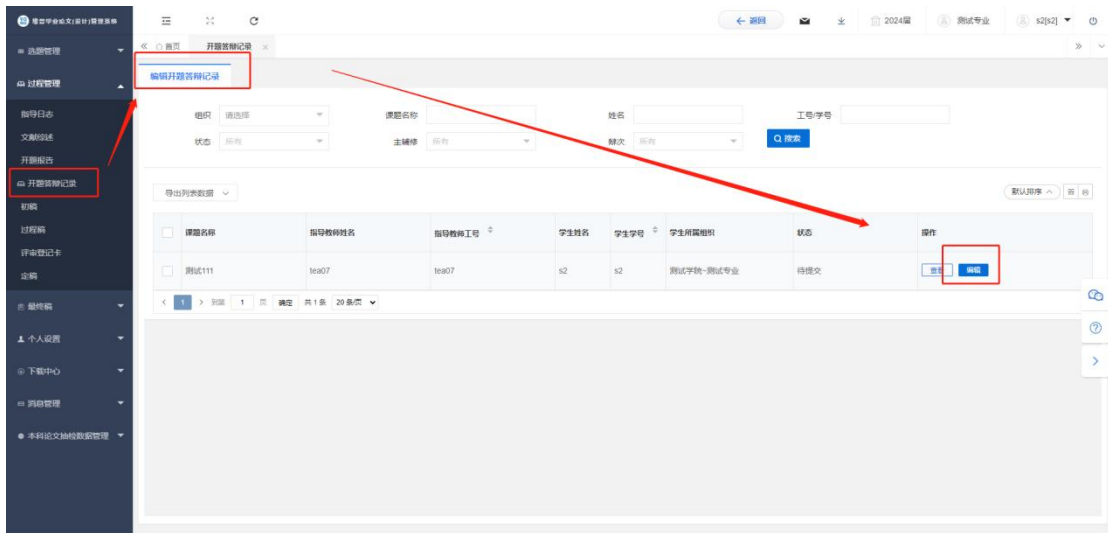 维普毕业论文(设计)管理系统
返回
2024届
测试专业
s2[s2]
选题管理
首页
开题答辩记录
过程管理
编辑开题答辩记录
指导日志
文献综述
开题报告
开题答辩记录
初稿
过程稿
评审登记卡
定稿
最终稿
个人设置
下载中心
消息管理
本科论文抽检数据管理
组织 请选择 课题名称 姓名 工号/学号
状态 所有 主辅修 所有 辩次 所有 搜索
导出列表数据 默认排序
课题名称 指导教师姓名 指导教师工号 学生姓名 学生学号 学生所属组织 状态 操作
测试111 tea07 tea07 s2 s2 测试学院-测试专业 待提交 查看 编辑
1 到第 1 页 确定 共 1 条 20 条/页